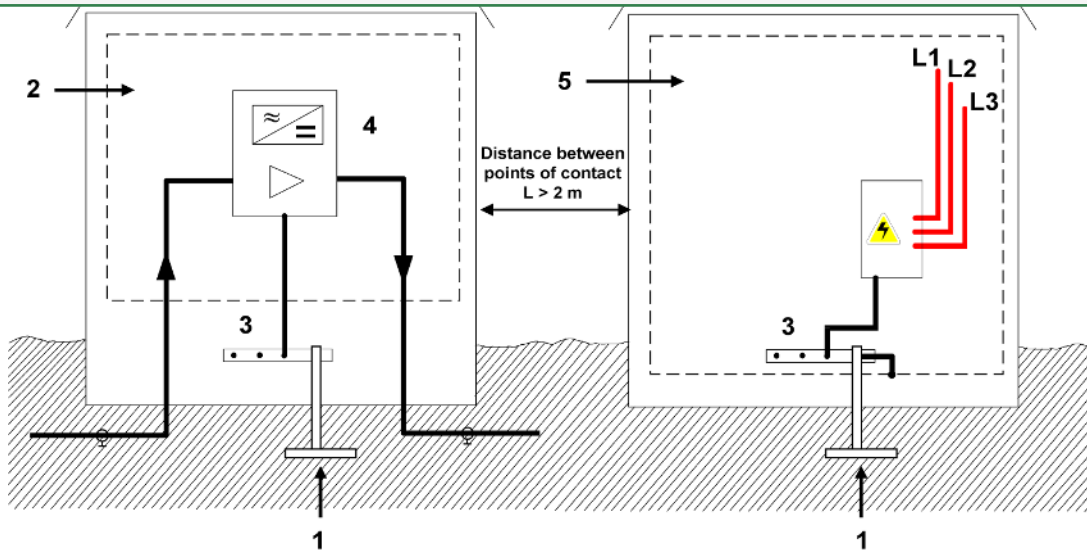 L1
L2
L3
2
5
4
≈
=
Distance between
points of contact
L > 2 m
3
3
1
1